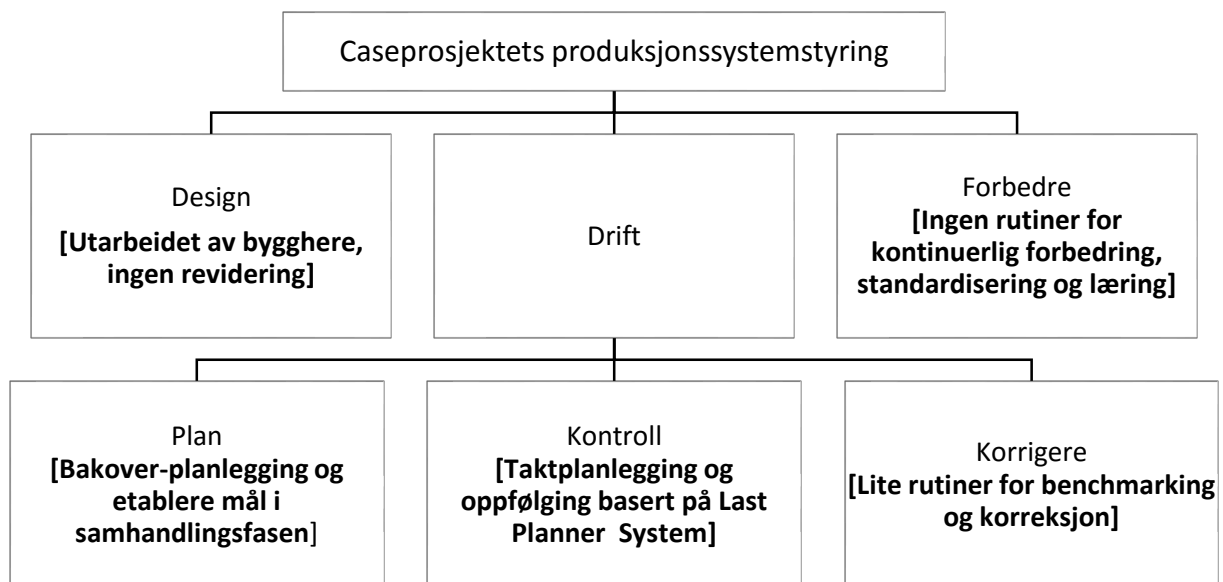 Caseprosjektets produksjonssystemstyring
Design
[Utarbeidet av bygghere,
ingen revidering]
Drift
Forbedre
[Ingen rutiner for
kontinuerlig forbedring,
standardisering og læring]
Plan
[Bakover-planlegging og
etablere mål i
samhandlingsfasen]
Kontroll
[Taktplanlegging og
oppfølging basert på Last
Planner System]
Korrigere
[Lite rutiner for benchmarking
og korreksjon]